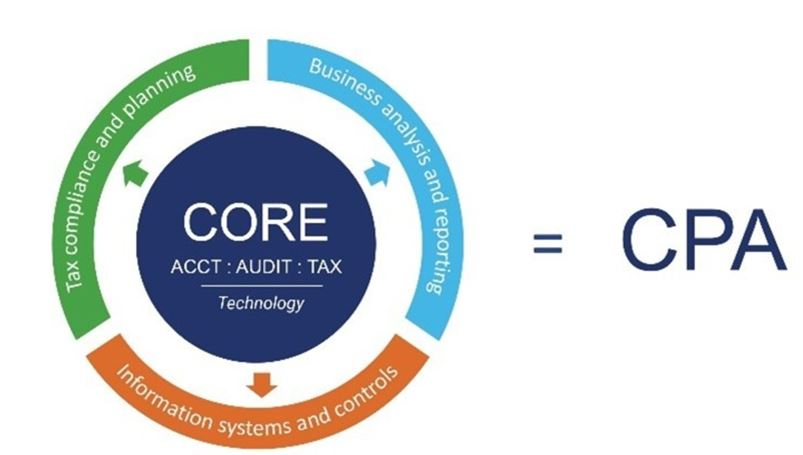 Tax compliance and planning
Business analysis and reporting
CORE
ACCT : AUDIT : TAX
Technology
Information systems and controls
= CPA